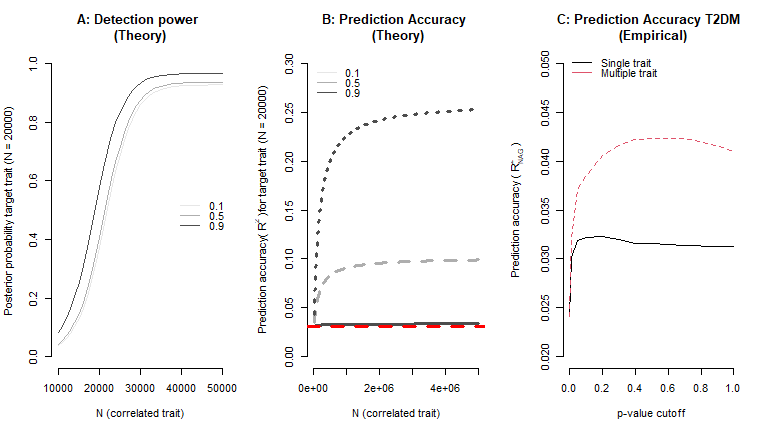 A: Detection power
(Theory)
Posterior probability target trait (N = 20000)
1.0
0.8
0.6
0.4
0.2
0.0
0.1
0.5
0.9
10000 20000 30000 40000 50000
N (correlated trait)
B: Prediction Accuracy
(Theory)
Prediction accuracy( R² )for target trait (N = 20000)
0.30
0.25
0.20
0.15
0.10
0.05
0.00
0.1
0.5
0.9
0e+00 2e+06 4e+06
N (correlated trait)
C: Prediction Accuracy T2DM
(Empirical)
Prediction accuracy ( R²NAG )
0.050
0.045
0.040
0.035
0.030
0.025
0.020
Single trait
Multiple trait
0.0 0.2 0.4 0.6 0.8 1.0
p-value cutoff